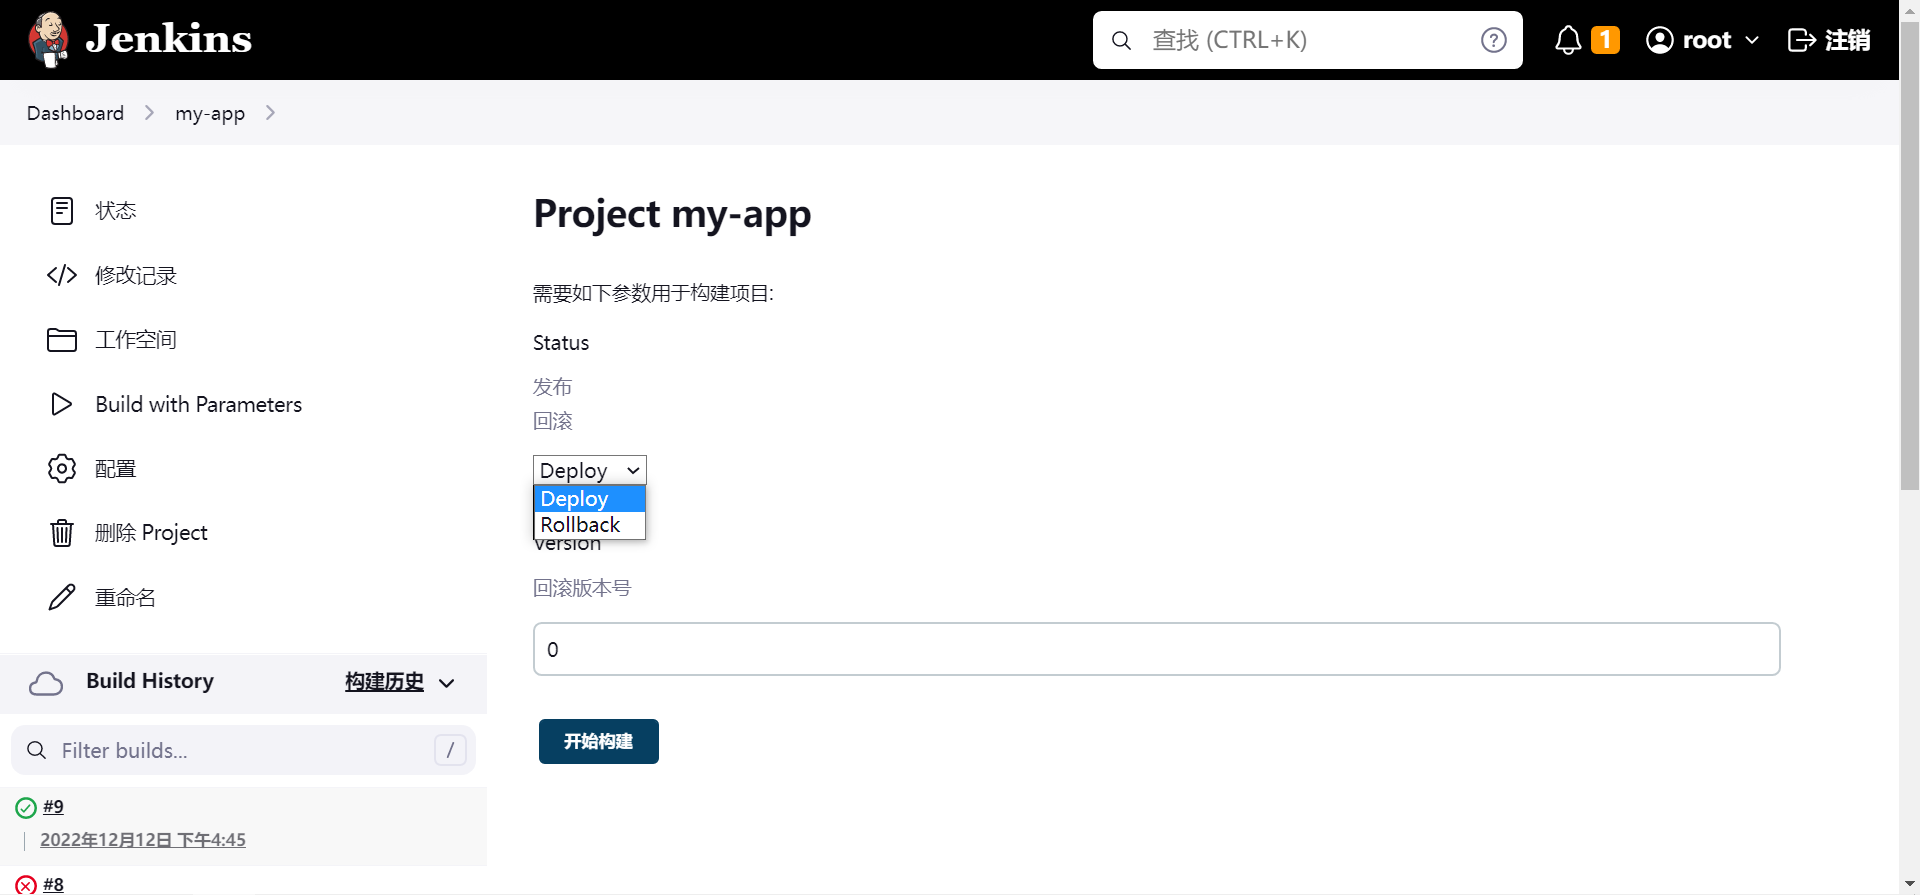 Jenkins
查找 (CTRL+K)
1
root
注销
Dashboard
my-app
状态
修改记录
工作空间
Build with Parameters
配置
删除 Project
重命名
Build History
构建历史
Filter builds...
/
#9
2022年12月12日 下午4:45
#8
Project my-app
需要如下参数用于构建项目:
Status
发布
回滚
Deploy
Deploy
Rollback
Version
回滚版本号
0
开始构建